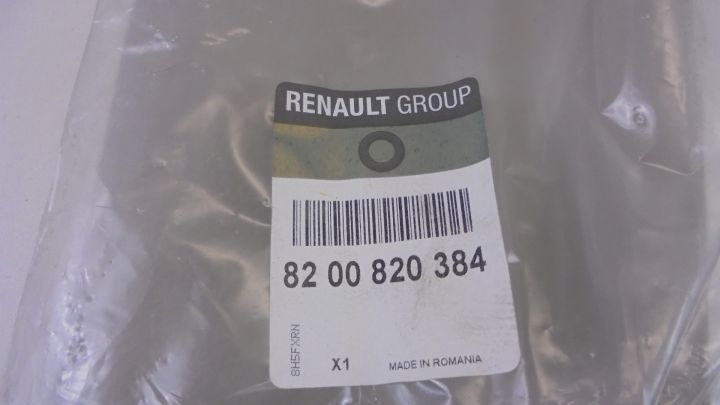 RENAULT GROUP
82 00 820 384
8H5FXRN
X1
MADE IN ROMANIA